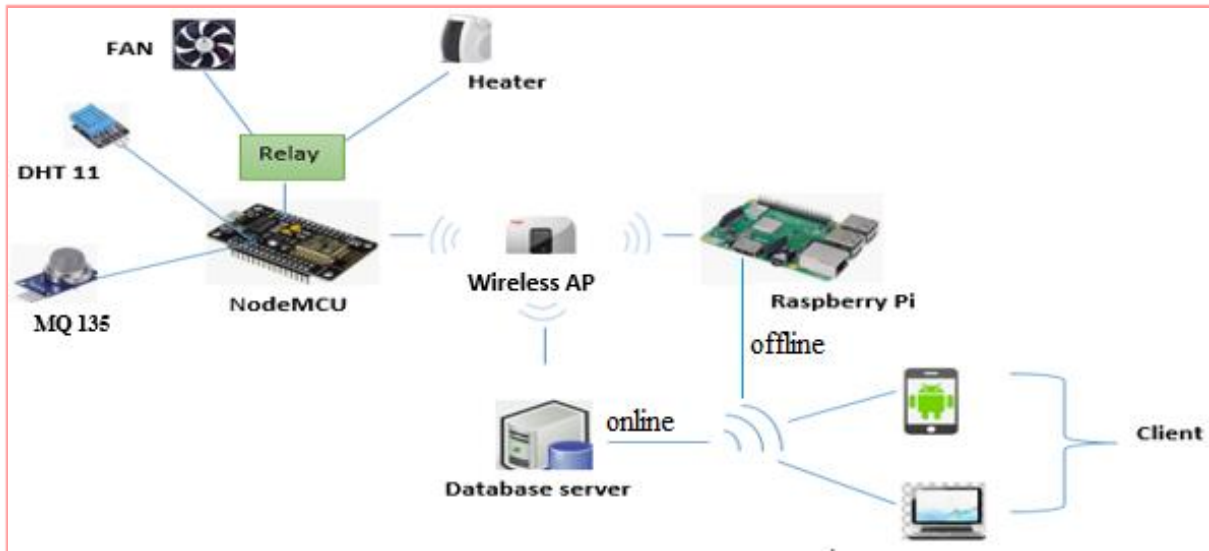 FAN
Heater
Relay
DHT 11
NodeMCU
Wireless AP
Raspberry Pi
MQ 135
offline
online
Client
Database server